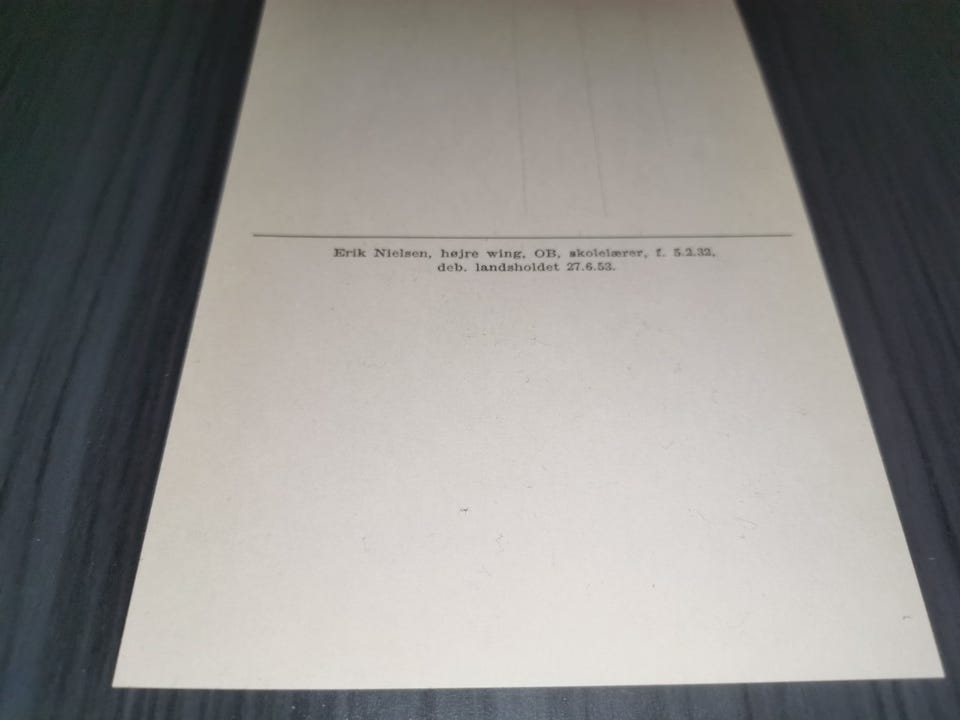 Erik Nielsen, højre wing, OB, skolelærer, f. 5.2.32,
deb. landsholdet 27.6.53.